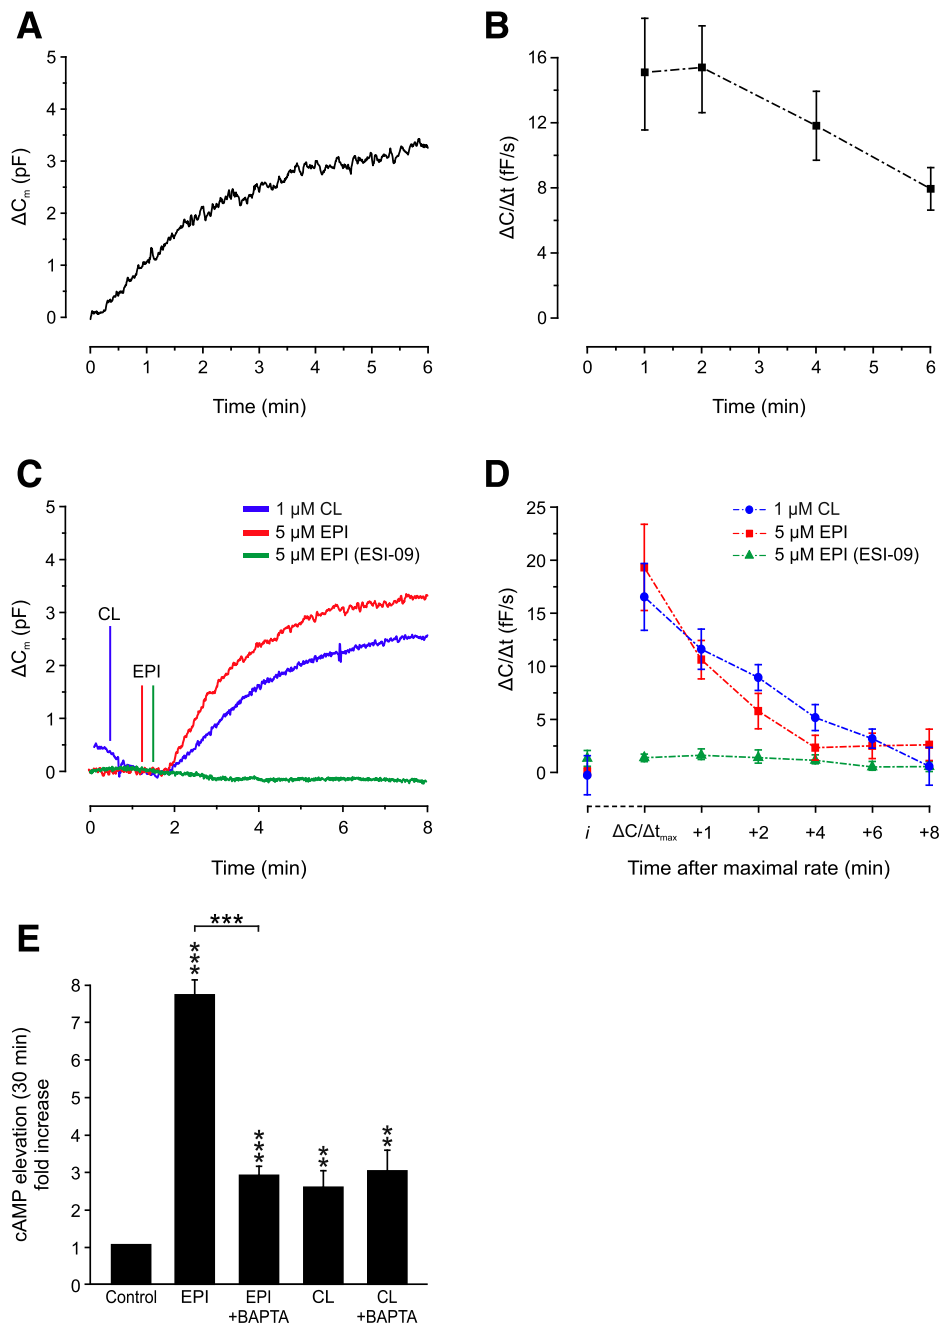 A
ΔCm (pF)
5
4
3
2
1
0
0 1 2 3 4 5 6
Time (min)
B
ΔC/Δt (fF/s)
16
12
8
4
0
0 1 2 3 4 5 6
Time (min)
C
ΔCm (pF)
5
4
3
2
1
0
1 µM CL
5 µM EPI
5 µM EPI (ESI-09)
CL
EPI
0 2 4 6 8
Time (min)
D
ΔC/Δt (fF/s)
25
20
15
10
5
0
1 µM CL
5 µM EPI
5 µM EPI (ESI-09)
i ΔC/Δtmax +1 +2 +4 +6 +8
Time after maximal rate (min)
E
cAMP elevation (30 min)
fold increase
8
7
6
5
4
3
2
1
0
***
***
***
**
**
Control EPI EPI CL CL
+BAPTA +BAPTA